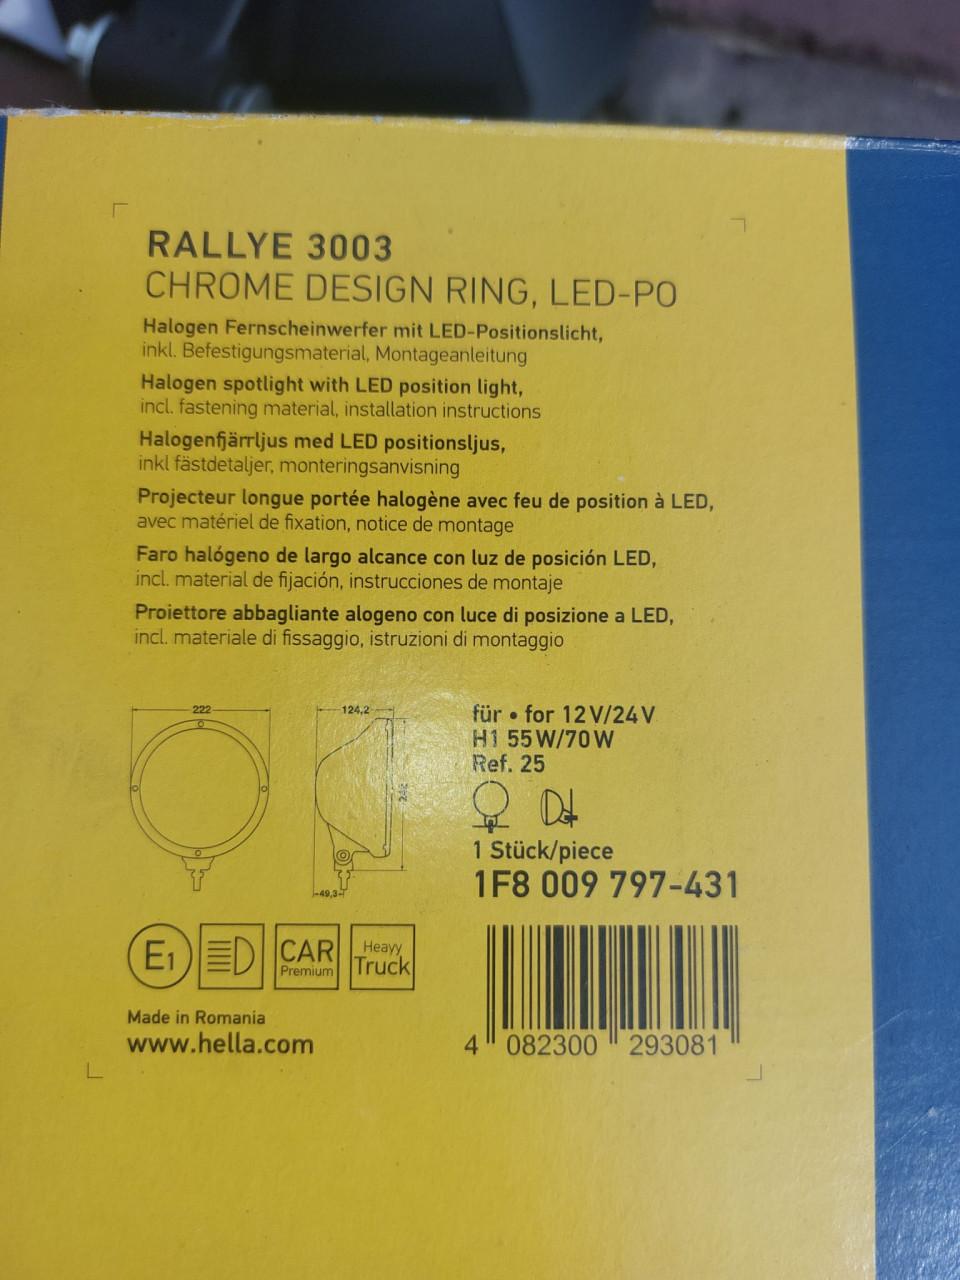 RALLYE 3003
CHROME DESIGN RING, LED-PO
Halogen Fernscheinwerfer mit LED-Positionslicht,
inkl. Befestigungsmaterial, Montageanleitung
Halogen spotlight with LED position light,
incl. fastening material, installation instructions
Halogenfjärrljus med LED positionsljus,
inkl fästdetaljer, monteringsanvisning
Projecteur longue portée halogène avec feu de position à LED,
avec matériel de fixation, notice de montage
Faro halógeno de largo alcance con luz de posición LED,
incl. material de fijación, instrucciones de montaje
Proiettore abbagliante alogeno con luce di posizione a LED,
incl. materiale di fissaggio, istruzioni di montaggio
222
124,2
49,3
für • for 12V/24V
H1 55W/70W
Ref. 25
1 Stück/piece
1F8 009 797-431
E1
CAR
Premium
Heavy
Truck
Made in Romania
www.hella.com
4 082300 293081